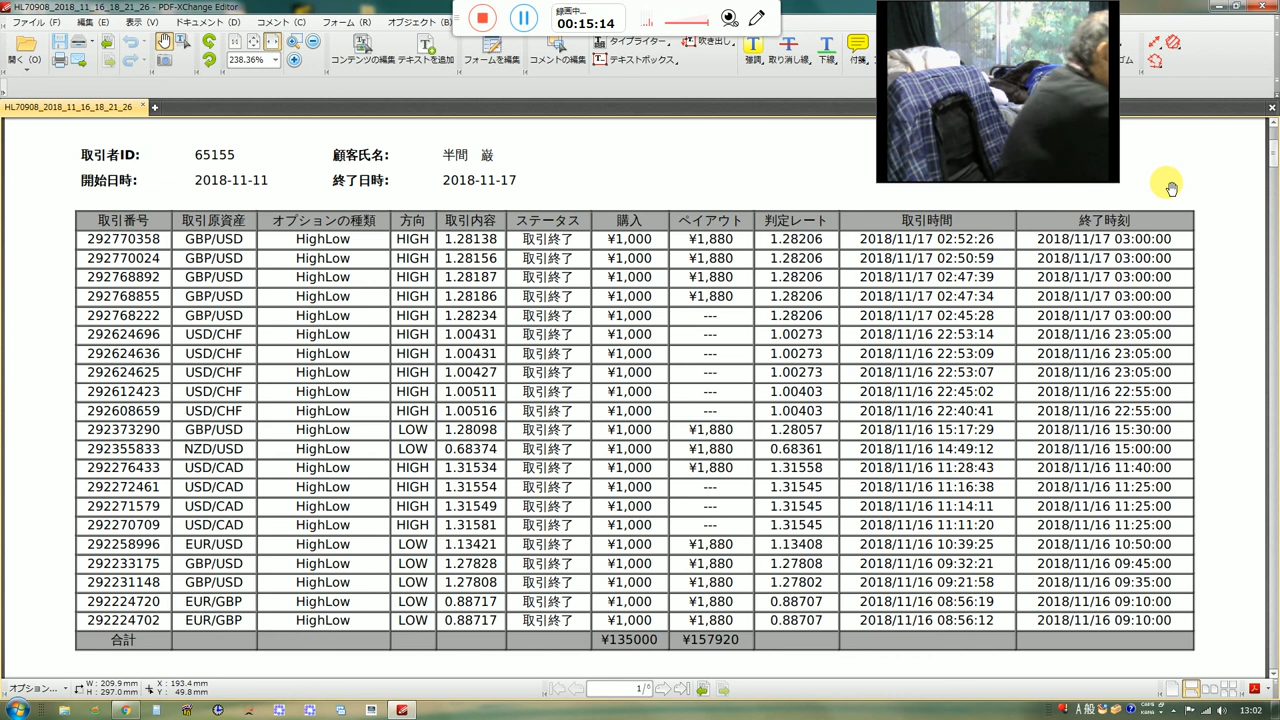 HL70908_2018_11_16_18_21_26 - PDF-XChange Editor
ファイル (F) 編集 (E) 表示 (V) ドキュメント (D) コメント (C) フォーム (R) オブジェクト (B)
録画中...
00:15:14
開く(O)... 238.36% コンテンツの編集 テキストを追加 フォームを編集 コメントの編集 タイプライター 吹き出し テキストボックス 強調 取り消し線 下線 付箋
HL70908_2018_11_16_18_21_26
取引者ID: 65155 顧客氏名: 半間 巌
開始日時: 2018-11-11 終了日時: 2018-11-17
取引番号 取引原資産 オプションの種類 方向 取引内容 ステータス 購入 ペイアウト 判定レート 取引時間 終了時刻
292770358 GBP/USD HighLow HIGH 1.28138 取引終了 ¥1,000 ¥1,880 1.28206 2018/11/17 02:52:26 2018/11/17 03:00:00
292770024 GBP/USD HighLow HIGH 1.28156 取引終了 ¥1,000 ¥1,880 1.28206 2018/11/17 02:50:59 2018/11/17 03:00:00
292768892 GBP/USD HighLow HIGH 1.28187 取引終了 ¥1,000 ¥1,880 1.28206 2018/11/17 02:47:39 2018/11/17 03:00:00
292768855 GBP/USD HighLow HIGH 1.28186 取引終了 ¥1,000 ¥1,880 1.28206 2018/11/17 02:47:34 2018/11/17 03:00:00
292768222 GBP/USD HighLow HIGH 1.28234 取引終了 ¥1,000 --- 1.28206 2018/11/17 02:45:28 2018/11/17 03:00:00
292624696 USD/CHF HighLow HIGH 1.00431 取引終了 ¥1,000 --- 1.00273 2018/11/16 22:53:14 2018/11/16 23:05:00
292624636 USD/CHF HighLow HIGH 1.00431 取引終了 ¥1,000 --- 1.00273 2018/11/16 22:53:09 2018/11/16 23:05:00
292624625 USD/CHF HighLow HIGH 1.00427 取引終了 ¥1,000 --- 1.00273 2018/11/16 22:53:07 2018/11/16 23:05:00
292612423 USD/CHF HighLow HIGH 1.00511 取引終了 ¥1,000 --- 1.00403 2018/11/16 22:45:02 2018/11/16 22:55:00
292608659 USD/CHF HighLow HIGH 1.00516 取引終了 ¥1,000 --- 1.00403 2018/11/16 22:40:41 2018/11/16 22:55:00
292373290 GBP/USD HighLow LOW 1.28098 取引終了 ¥1,000 ¥1,880 1.28057 2018/11/16 15:17:29 2018/11/16 15:30:00
292355833 NZD/USD HighLow LOW 0.68374 取引終了 ¥1,000 ¥1,880 0.68361 2018/11/16 14:49:12 2018/11/16 15:00:00
292276433 USD/CAD HighLow HIGH 1.31534 取引終了 ¥1,000 ¥1,880 1.31558 2018/11/16 11:28:43 2018/11/16 11:40:00
292272461 USD/CAD HighLow HIGH 1.31554 取引終了 ¥1,000 --- 1.31545 2018/11/16 11:16:38 2018/11/16 11:25:00
292271579 USD/CAD HighLow HIGH 1.31549 取引終了 ¥1,000 --- 1.31545 2018/11/16 11:14:11 2018/11/16 11:25:00
292270709 USD/CAD HighLow HIGH 1.31581 取引終了 ¥1,000 --- 1.31545 2018/11/16 11:11:20 2018/11/16 11:25:00
292258996 EUR/USD HighLow LOW 1.13421 取引終了 ¥1,000 ¥1,880 1.13408 2018/11/16 10:39:25 2018/11/16 10:50:00
292233175 GBP/USD HighLow LOW 1.27828 取引終了 ¥1,000 ¥1,880 1.27808 2018/11/16 09:32:21 2018/11/16 09:45:00
292231148 GBP/USD HighLow LOW 1.27808 取引終了 ¥1,000 ¥1,880 1.27802 2018/11/16 09:21:58 2018/11/16 09:35:00
292224720 EUR/GBP HighLow LOW 0.88717 取引終了 ¥1,000 ¥1,880 0.88707 2018/11/16 08:56:19 2018/11/16 09:10:00
292224702 EUR/GBP HighLow LOW 0.88717 取引終了 ¥1,000 ¥1,880 0.88707 2018/11/16 08:56:12 2018/11/16 09:10:00
合計 ¥135000 ¥157920
オプション... W : 209.9 mm X : 193.4 mm 1/6
H : 297.0 mm Y : 49.8 mm
A 般 CAPS KANA 13:02